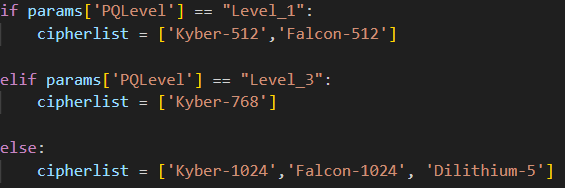 if params['PQLevel'] == "Level_1":
    cipherlist = ['Kyber-512','Falcon-512']
elif params['PQLevel'] == "Level_3":
    cipherlist = ['Kyber-768']
else:
    cipherlist = ['Kyber-1024','Falcon-1024', 'Dilithium-5']